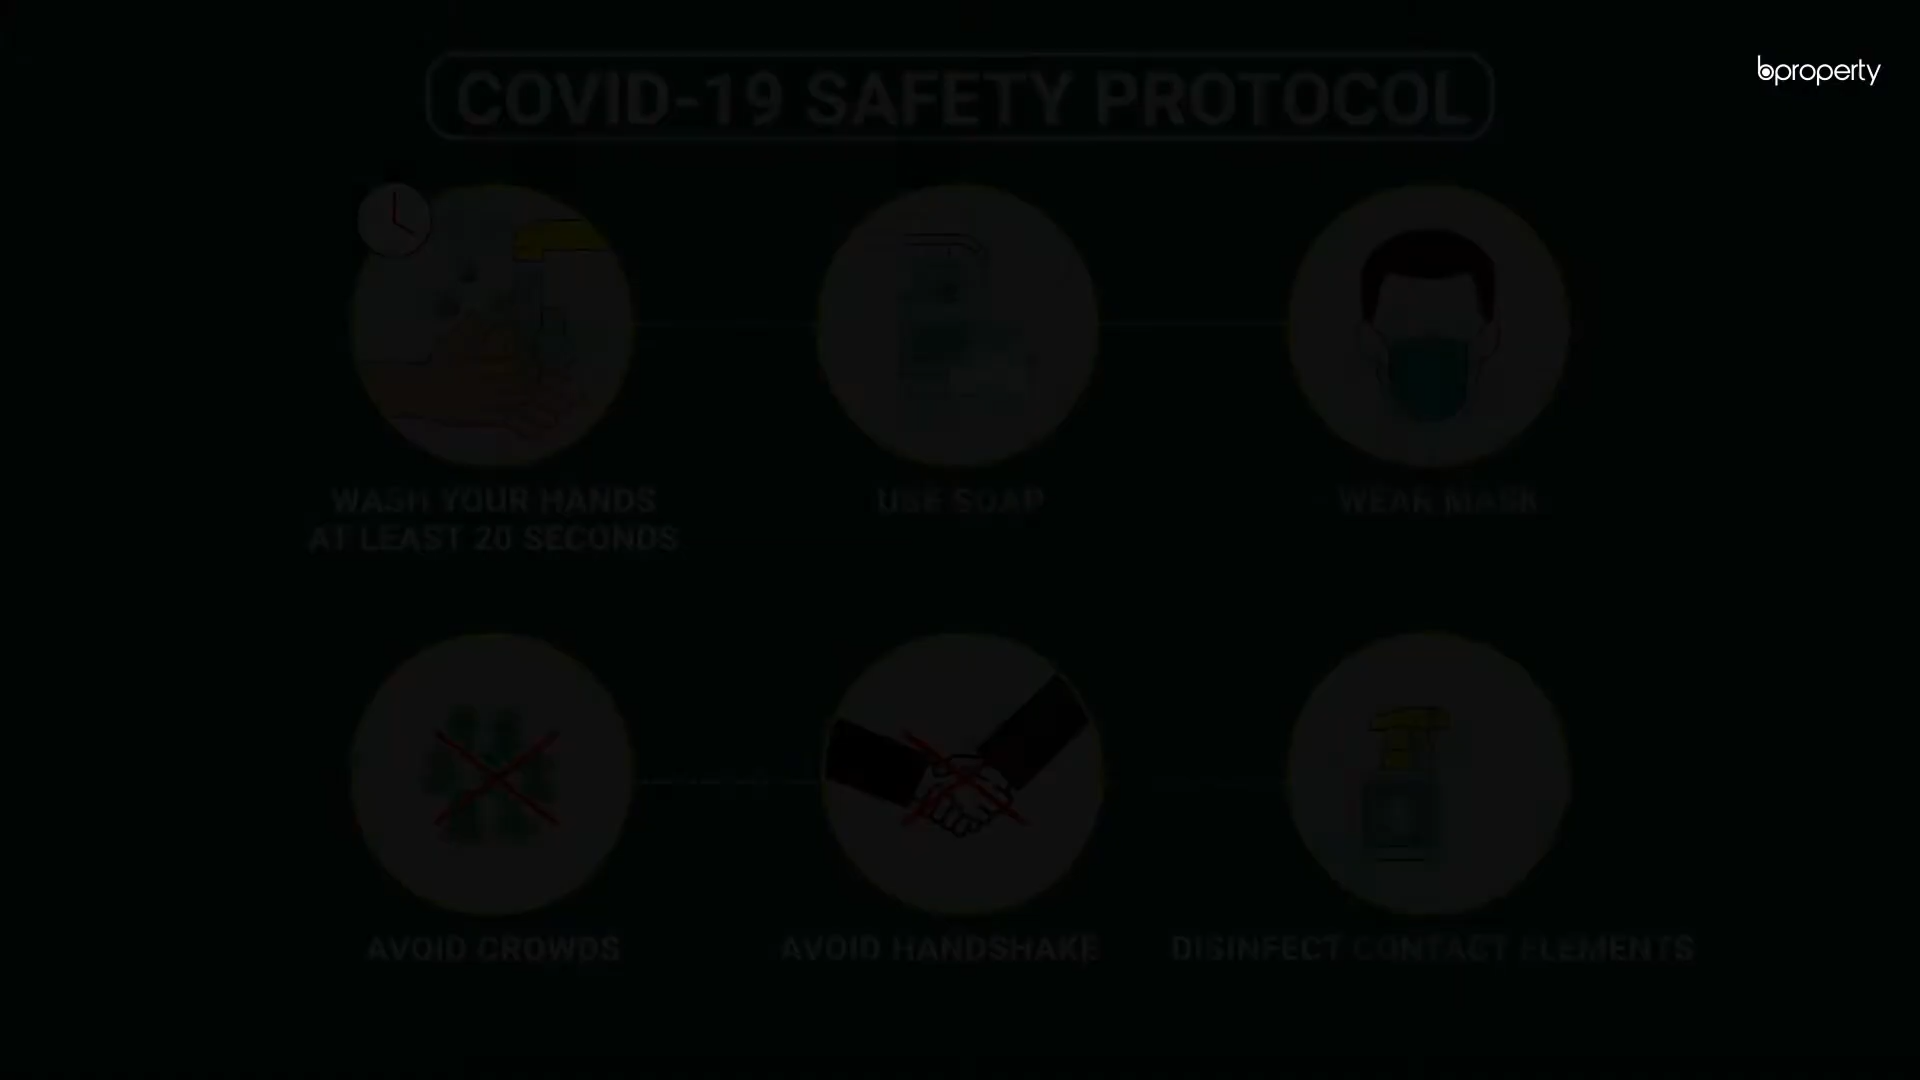 bproperty
COVID-19 SAFETY PROTOCOL
WASH YOUR HANDS
AT LEAST 20 SECONDS
USE SOAP
WEAR MASK
AVOID CROWDS
AVOID HANDSHAKE
DISINFECT CONTACT ELEMENTS